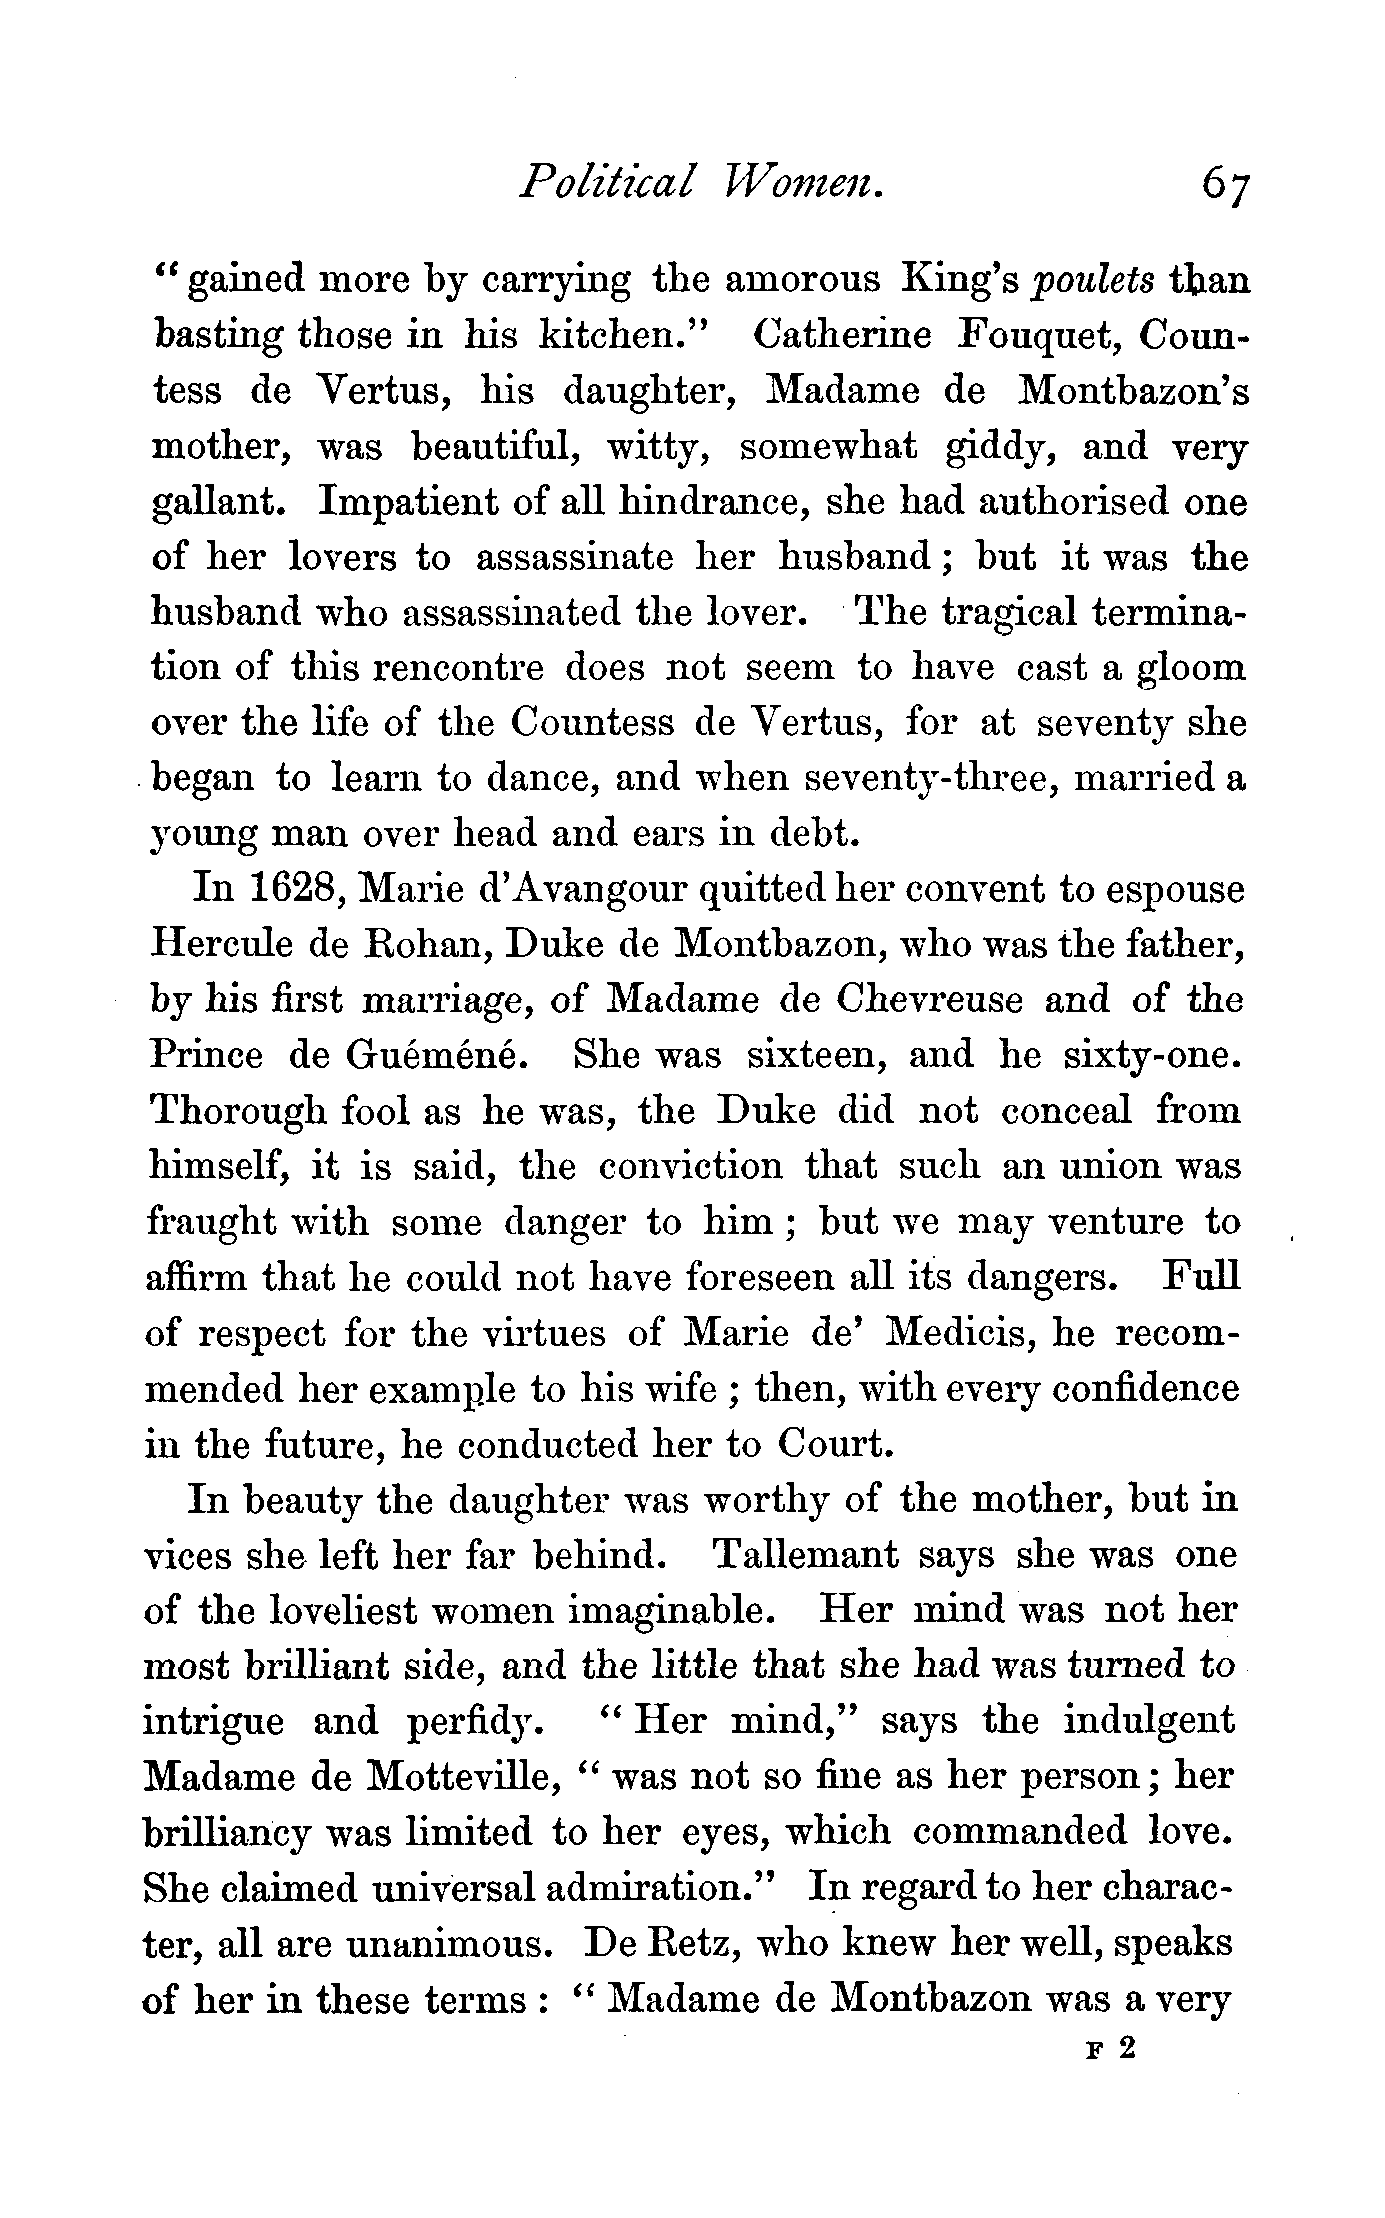 Political Women. 67
“gained more by carrying the amorous King’s poulets than
basting those in his kitchen.” Catherine Fouquet, Coun-
tess de Vertus, his daughter, Madame de Montbazon’s
mother, was beautiful, witty, somewhat giddy, and very
gallant. Impatient of all hindrance, she had authorised one
of her lovers to assassinate her husband ; but it was the
husband who assassinated the lover. The tragical termina-
tion of this rencontre does not seem to have cast a gloom
over the life of the Countess de Vertus, for at seventy she
began to learn to dance, and when seventy-three, married a
young man over head and ears in debt.
In 1628, Marie d’Avangour quitted her convent to espouse
Hercule de Rohan, Duke de Montbazon, who was the father,
by his first marriage, of Madame de Chevreuse and of the
Prince de Guéméné. She was sixteen, and he sixty-one.
Thorough fool as he was, the Duke did not conceal from
himself, it is said, the conviction that such an union was
fraught with some danger to him ; but we may venture to
affirm that he could not have foreseen all its dangers. Full
of respect for the virtues of Marie de’ Medicis, he recom-
mended her example to his wife ; then, with every confidence
in the future, he conducted her to Court.
In beauty the daughter was worthy of the mother, but in
vices she left her far behind. Tallemant says she was one
of the loveliest women imaginable. Her mind was not her
most brilliant side, and the little that she had was turned to
intrigue and perfidy. “ Her mind,” says the indulgent
Madame de Motteville, “ was not so fine as her person ; her
brilliancy was limited to her eyes, which commanded love.
She claimed universal admiration.” In regard to her charac-
ter, all are unanimous. De Retz, who knew her well, speaks
of her in these terms : “ Madame de Montbazon was a very
F 2